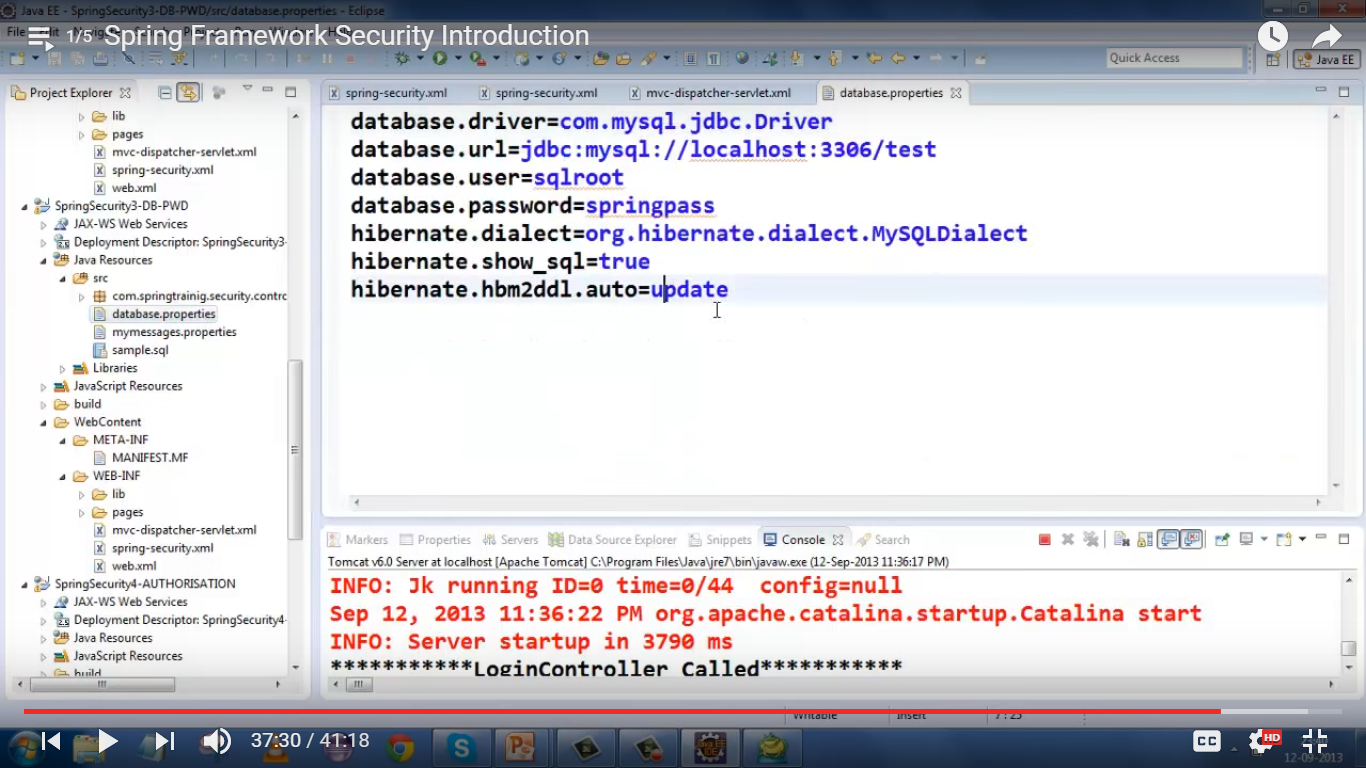 Java EE - SpringSecurity3-DB-PWD/src/database.properties - Eclipse
1/5 Spring Framework Security Introduction
File Edit
Quick Access
Java EE
Project Explorer
spring-security.xml
spring-security.xml
mvc-dispatcher-servlet.xml
database.properties
lib
pages
mvc-dispatcher-servlet.xml
spring-security.xml
web.xml
SpringSecurity3-DB-PWD
JAX-WS Web Services
Deployment Descriptor: SpringSecurity3-
Java Resources
src
com.springtrainig.security.contrc
database.properties
mymessages.properties
sample.sql
Libraries
JavaScript Resources
build
WebContent
META-INF
MANIFEST.MF
WEB-INF
lib
pages
mvc-dispatcher-servlet.xml
spring-security.xml
web.xml
SpringSecurity4-AUTHORISATION
JAX-WS Web Services
Deployment Descriptor: SpringSecurity4-
Java Resources
JavaScript Resources
build
database.driver=com.mysql.jdbc.Driver
database.url=jdbc:mysql://localhost:3306/test
database.user=sqlroot
database.password=springpass
hibernate.dialect=org.hibernate.dialect.MySQLDialect
hibernate.show_sql=true
hibernate.hbm2ddl.auto=update
Markers
Properties
Servers
Data Source Explorer
Snippets
Console
Search
Tomcat v6.0 Server at localhost [Apache Tomcat] C:\Program Files\Java\jre7\bin\javaw.exe (12-Sep-2013 11:36:17 PM)
INFO: Jk running ID=0 time=0/44 config=null
Sep 12, 2013 11:36:22 PM org.apache.catalina.startup.Catalina start
INFO: Server startup in 3790 ms
***********LoginController Called***********
Writable
Insert
7 : 25
37:30 / 41:18
CC
HD
12-09-2013